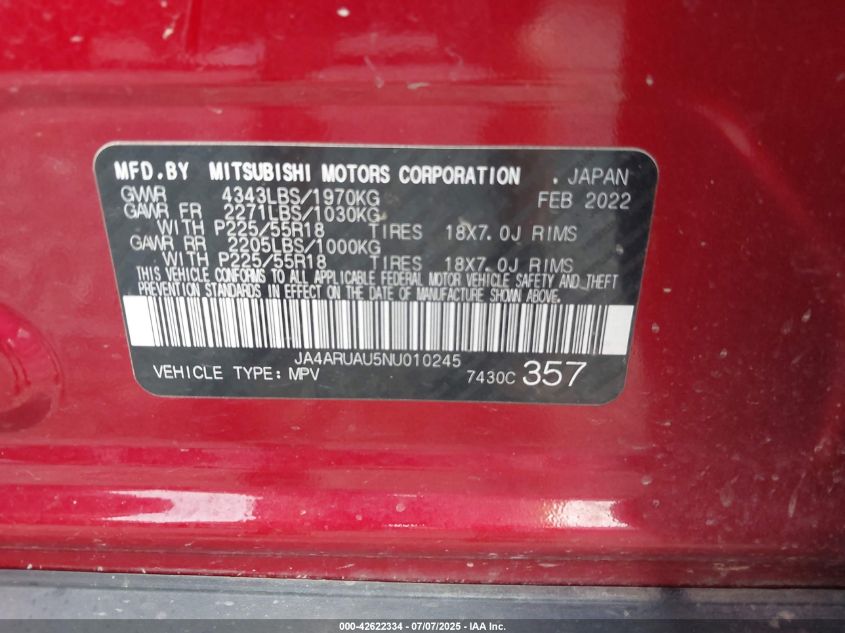 MFD.BY MITSUBISHI MOTORS CORPORATION . JAPAN
GVWR 4343LBS/1970KG FEB 2022
GAWR FR 2271LBS/1030KG
WITH P225/55R18 TIRES 18X7.0J RIMS
GAWR RR 2205LBS/1000KG
WITH P225/55R18 TIRES 18X7.0J RIMS
THIS VEHICLE CONFORMS TO ALL APPLICABLE FEDERAL MOTOR VEHICLE SAFETY AND THEFT
PREVENTION STANDARDS IN EFFECT ON THE DATE OF MANUFACTURE SHOWN ABOVE.
JA4ARUAU5NU010245
VEHICLE TYPE: MPV 7430C 357
000-42622334 - 07/07/2025 - IAA Inc.